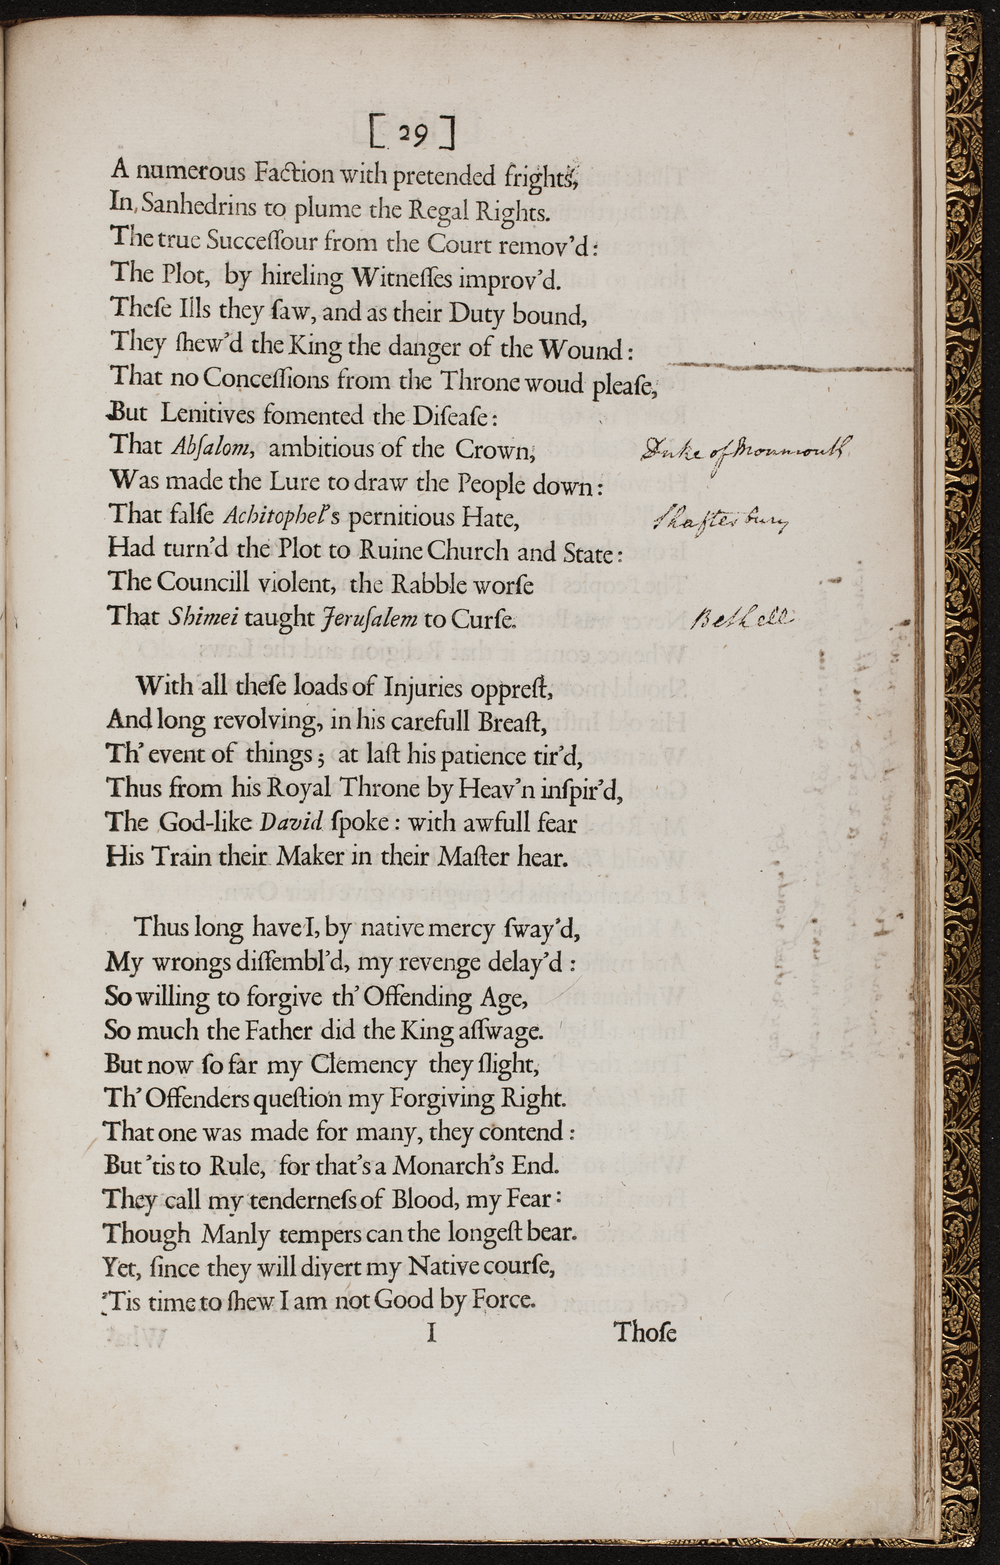 [ 29 ]
A numerous Faction with pretended frights,
In Sanhedrins to plume the Regal Rights.
The true Succeſſour from the Court remov'd:
The Plot, by hireling Witneſſes improv'd.
Theſe Ills they ſaw, and as their Duty bound,
They ſhew'd the King the danger of the Wound:
That no Conceſſions from the Throne woud pleaſe,
But Lenitives fomented the Diſeaſe:
That Abſalom, ambitious of the Crown, Duke of Monmouth
Was made the Lure to draw the People down:
That falſe Achitophel's pernitious Hate, Shaftesbury
Had turn'd the Plot to Ruine Church and State:
The Councill violent, the Rabble worſe
That Shimei taught Jeruſalem to Curſe. Bethell
With all theſe loads of Injuries oppreſt,
And long revolving, in his carefull Breaſt,
Th' event of things; at laſt his patience tir'd,
Thus from his Royal Throne by Heav'n inſpir'd,
The God-like David ſpoke: with awfull fear
His Train their Maker in their Maſter hear.
Thus long have I, by native mercy ſway'd,
My wrongs diſſembl'd, my revenge delay'd:
So willing to forgive th' Offending Age,
So much the Father did the King aſſwage.
But now ſo far my Clemency they ſlight,
Th' Offenders queſtion my Forgiving Right.
That one was made for many, they contend:
But 'tis to Rule, for that's a Monarch's End.
They call my tenderneſs of Blood, my Fear:
Though Manly tempers can the longeſt bear.
Yet, ſince they will divert my Native courſe,
'Tis time to ſhew I am not Good by Force.
I Thoſe